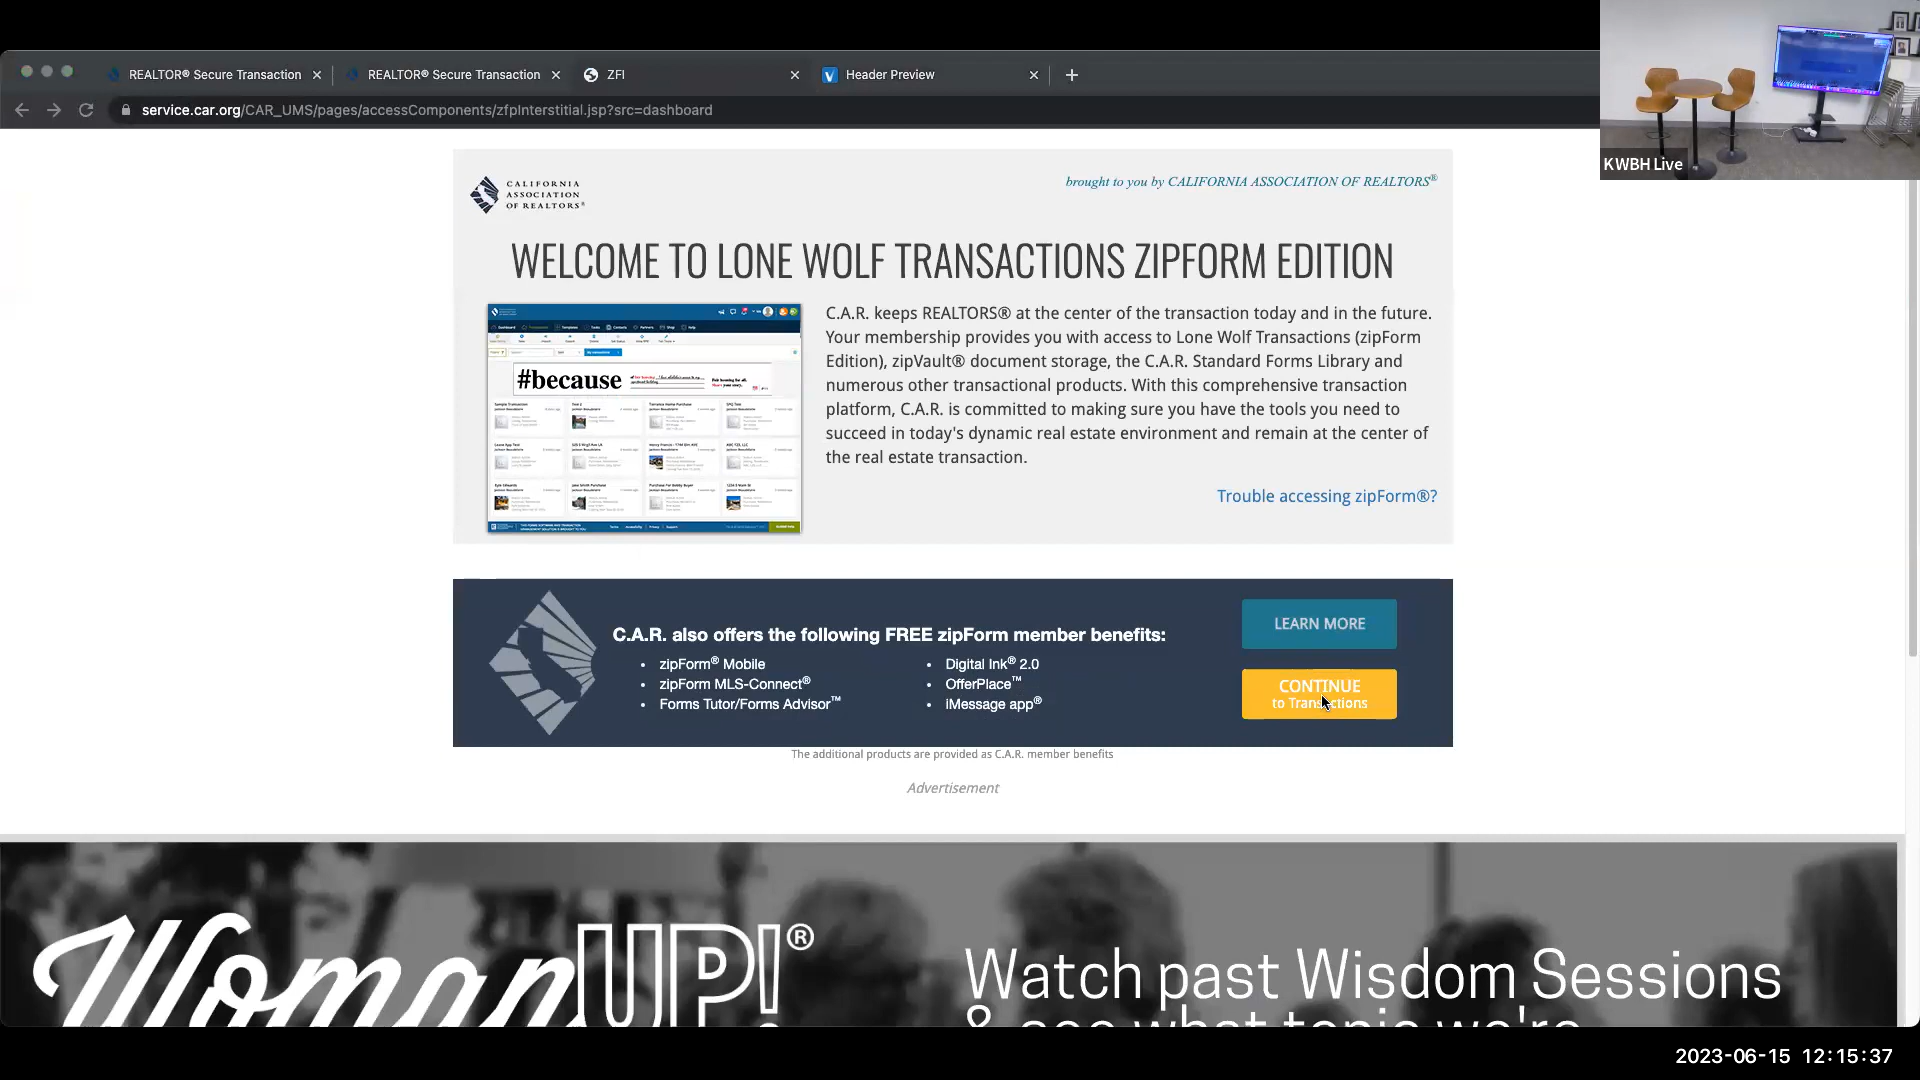 REALTOR® Secure Transaction
REALTOR® Secure Transaction
ZFI
Header Preview
service.car.org/CAR_UMS/pages/accessComponents/zfpInterstitial.jsp?src=dashboard
KWBH Live
CALIFORNIA
ASSOCIATION
OF REALTORS®
brought to you by CALIFORNIA ASSOCIATION OF REALTORS®
WELCOME TO LONE WOLF TRANSACTIONS ZIPFORM EDITION
#because
C.A.R. keeps REALTORS® at the center of the transaction today and in the future.
Your membership provides you with access to Lone Wolf Transactions (zipForm
Edition), zipVault® document storage, the C.A.R. Standard Forms Library and
numerous other transactional products. With this comprehensive transaction
platform, C.A.R. is committed to making sure you have the tools you need to
succeed in today's dynamic real estate environment and remain at the center of
the real estate transaction.
Trouble accessing zipForm®?
C.A.R. also offers the following FREE zipForm member benefits:
• zipForm® Mobile
• zipForm MLS-Connect®
• Forms Tutor/Forms Advisor™
• Digital Ink® 2.0
• OfferPlace™
• iMessage app®
LEARN MORE
CONTINUE
to Transactions
The additional products are provided as C.A.R. member benefits
Advertisement
Woman UP!®
Watch past Wisdom Sessions
& see what topic we're
2023-06-15 12:15:37